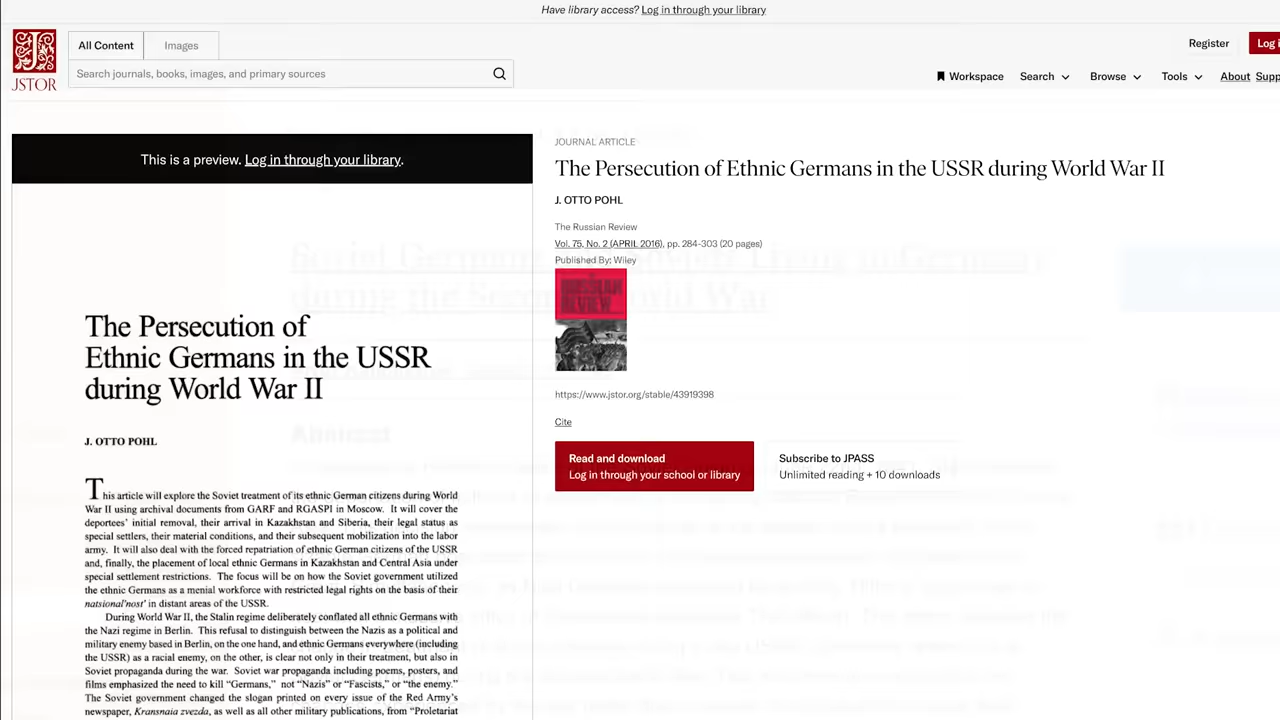 Have library access? Log in through your library
JSTOR
All Content
Images
Search journals, books, images, and primary sources
Register
Log i
Workspace
Search
Browse
Tools
About
Supp
This is a preview. Log in through your library.
The Persecution of
Ethnic Germans in the USSR
during World War II
J. OTTO POHL
This article will explore the Soviet treatment of its ethnic German citizens during World
War II using archival documents from GARF and RGASPI in Moscow. It will cover the
deportees' initial removal, their arrival in Kazakhstan and Siberia, their legal status as
special settlers, their material conditions, and their subsequent mobilization into the labor
army. It will also deal with the forced repatriation of ethnic German citizens of the USSR
and, finally, the placement of local ethnic Germans in Kazakhstan and Central Asia under
special settlement restrictions. The focus will be on how the Soviet government utilized
the ethnic Germans as a menial workforce with restricted legal rights on the basis of their
natsional'nost' in distant areas of the USSR.
During World War II, the Stalin regime deliberately conflated all ethnic Germans with
the Nazi regime in Berlin. This refusal to distinguish between the Nazis as a political and
military enemy based in Berlin, on the one hand, and ethnic Germans everywhere (including
the USSR) as a racial enemy, on the other, is clear not only in their treatment, but also in
Soviet propaganda during the war. Soviet war propaganda including poems, posters, and
films emphasized the need to kill "Germans," not "Nazis" or "Fascists," or "the enemy."
The Soviet government changed the slogan printed on every issue of the Red Army's
newspaper, Kransnaia zvezda, as well as all other military publications, from "Proletariat
JOURNAL ARTICLE
The Persecution of Ethnic Germans in the USSR during World War II
J. OTTO POHL
The Russian Review
Vol. 75, No. 2 (APRIL 2016), pp. 284-303 (20 pages)
Published By: Wiley
RUSSIAN
REVIEW
https://www.jstor.org/stable/43919398
Cite
Read and download
Log in through your school or library
Subscribe to JPASS
Unlimited reading + 10 downloads
Soviet Germans
Living in Germany
during the
World War
Abstract